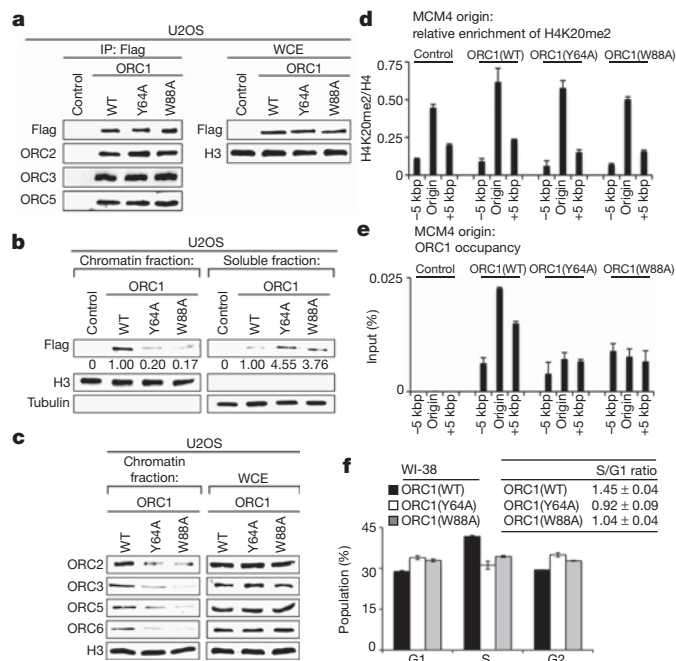 a
U2OS
IP: Flag
WCE
ORC1
ORC1
Control
WT
Y64A
W88A
Control
WT
Y64A
W88A
Flag
Flag
ORC2
H3
ORC3
ORC5
b
U2OS
Chromatin fraction:
Soluble fraction:
ORC1
ORC1
Control
WT
Y64A
W88A
Control
WT
Y64A
W88A
Flag
0 1.00 0.20 0.17
0 1.00 4.55 3.76
H3
Tubulin
c
U2OS
Chromatin
fraction:
WCE
ORC1
ORC1
WT
Y64A
W88A
WT
Y64A
W88A
ORC2
ORC3
ORC5
ORC6
H3
d
MCM4 origin:
relative enrichment of H4K20me2
Control ORC1(WT) ORC1(Y64A) ORC1(W88A)
H4K20me2/H4
0.75
0.50
0.25
0
−5 kbp
Origin
+5 kbp
−5 kbp
Origin
+5 kbp
−5 kbp
Origin
+5 kbp
−5 kbp
Origin
+5 kbp
e
MCM4 origin:
ORC1 occupancy
Control ORC1(WT) ORC1(Y64A) ORC1(W88A)
Input (%)
0.025
0
−5 kbp
Origin
+5 kbp
−5 kbp
Origin
+5 kbp
−5 kbp
Origin
+5 kbp
−5 kbp
Origin
+5 kbp
f
WI-38
ORC1(WT)
ORC1(Y64A)
ORC1(W88A)
S/G1 ratio
ORC1(WT) 1.45 ± 0.04
ORC1(Y64A) 0.92 ± 0.09
ORC1(W88A) 1.04 ± 0.04
Population (%)
45
30
15
0
G1 S G2